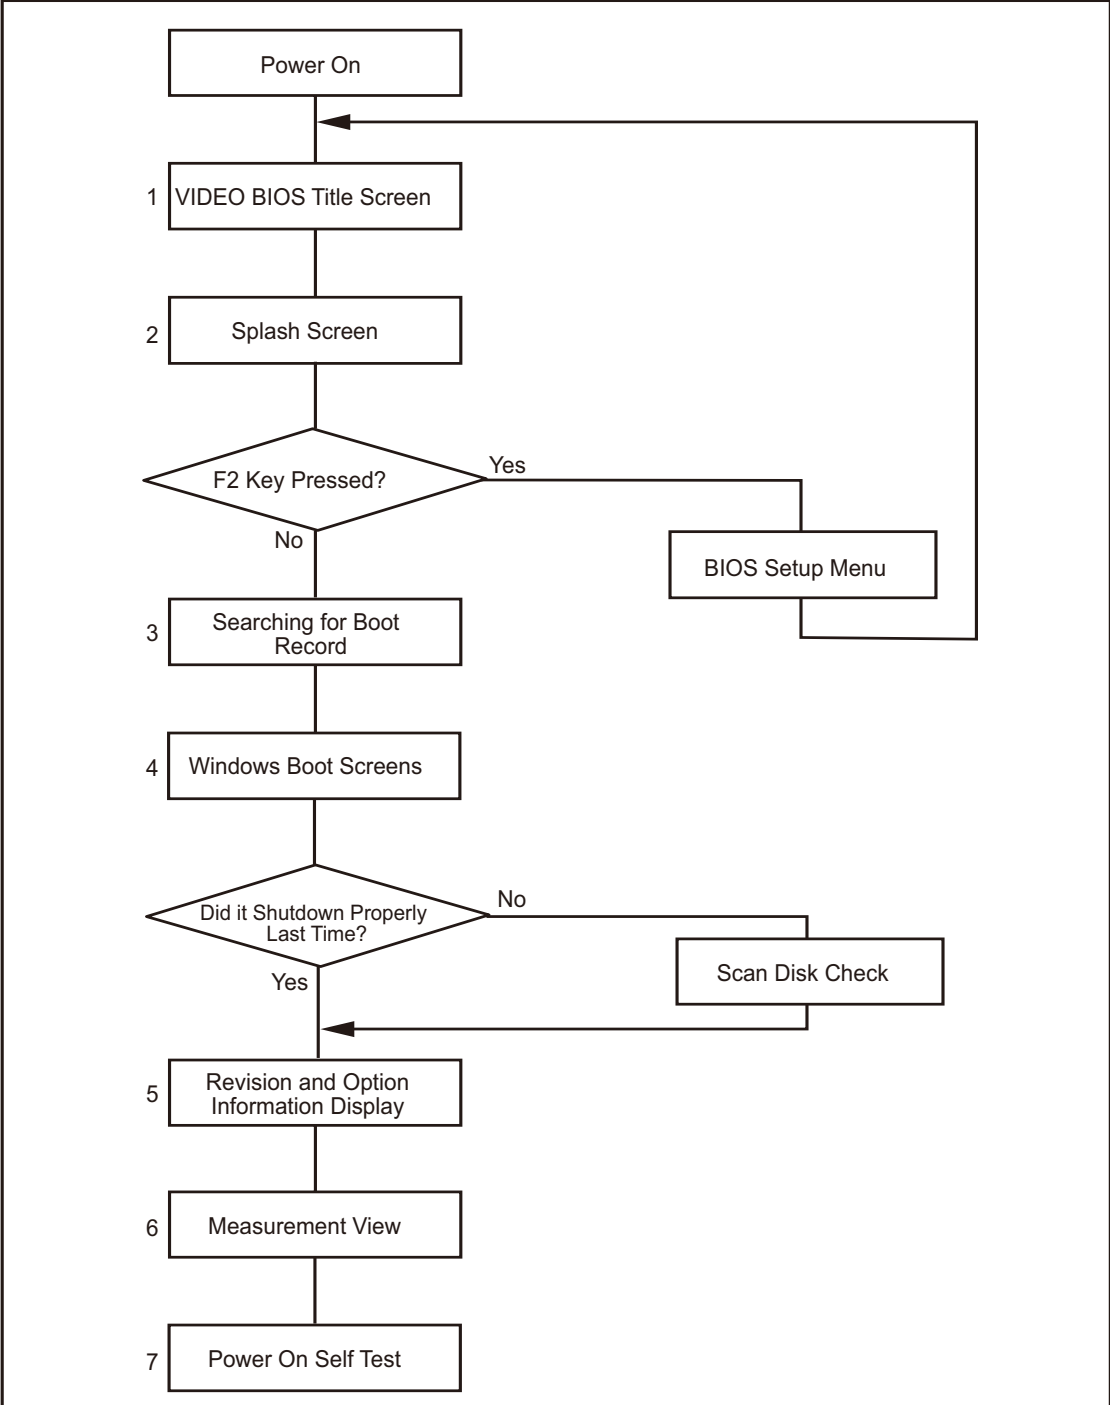 Power On
1 VIDEO BIOS Title Screen
2 Splash Screen
F2 Key Pressed?
Yes
No
BIOS Setup Menu
3 Searching for Boot
Record
4 Windows Boot Screens
Did it Shutdown Properly
Last Time?
No
Yes
Scan Disk Check
5 Revision and Option
Information Display
6 Measurement View
7 Power On Self Test